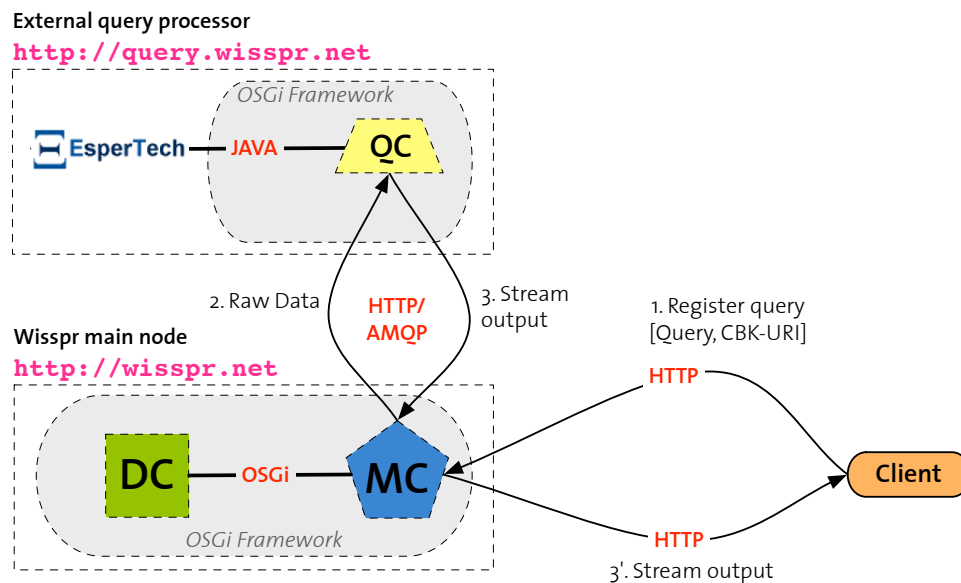 External query processor
http://query.wisspr.net
OSGi Framework
EsperTech
JAVA
QC
2. Raw Data
HTTP/
AMQP
3. Stream
output
1. Register query
[Query, CBK-URI]
Wisspr main node
http://wisspr.net
HTTP
DC
OSGi
MC
Client
OSGi Framework
HTTP
3'. Stream output